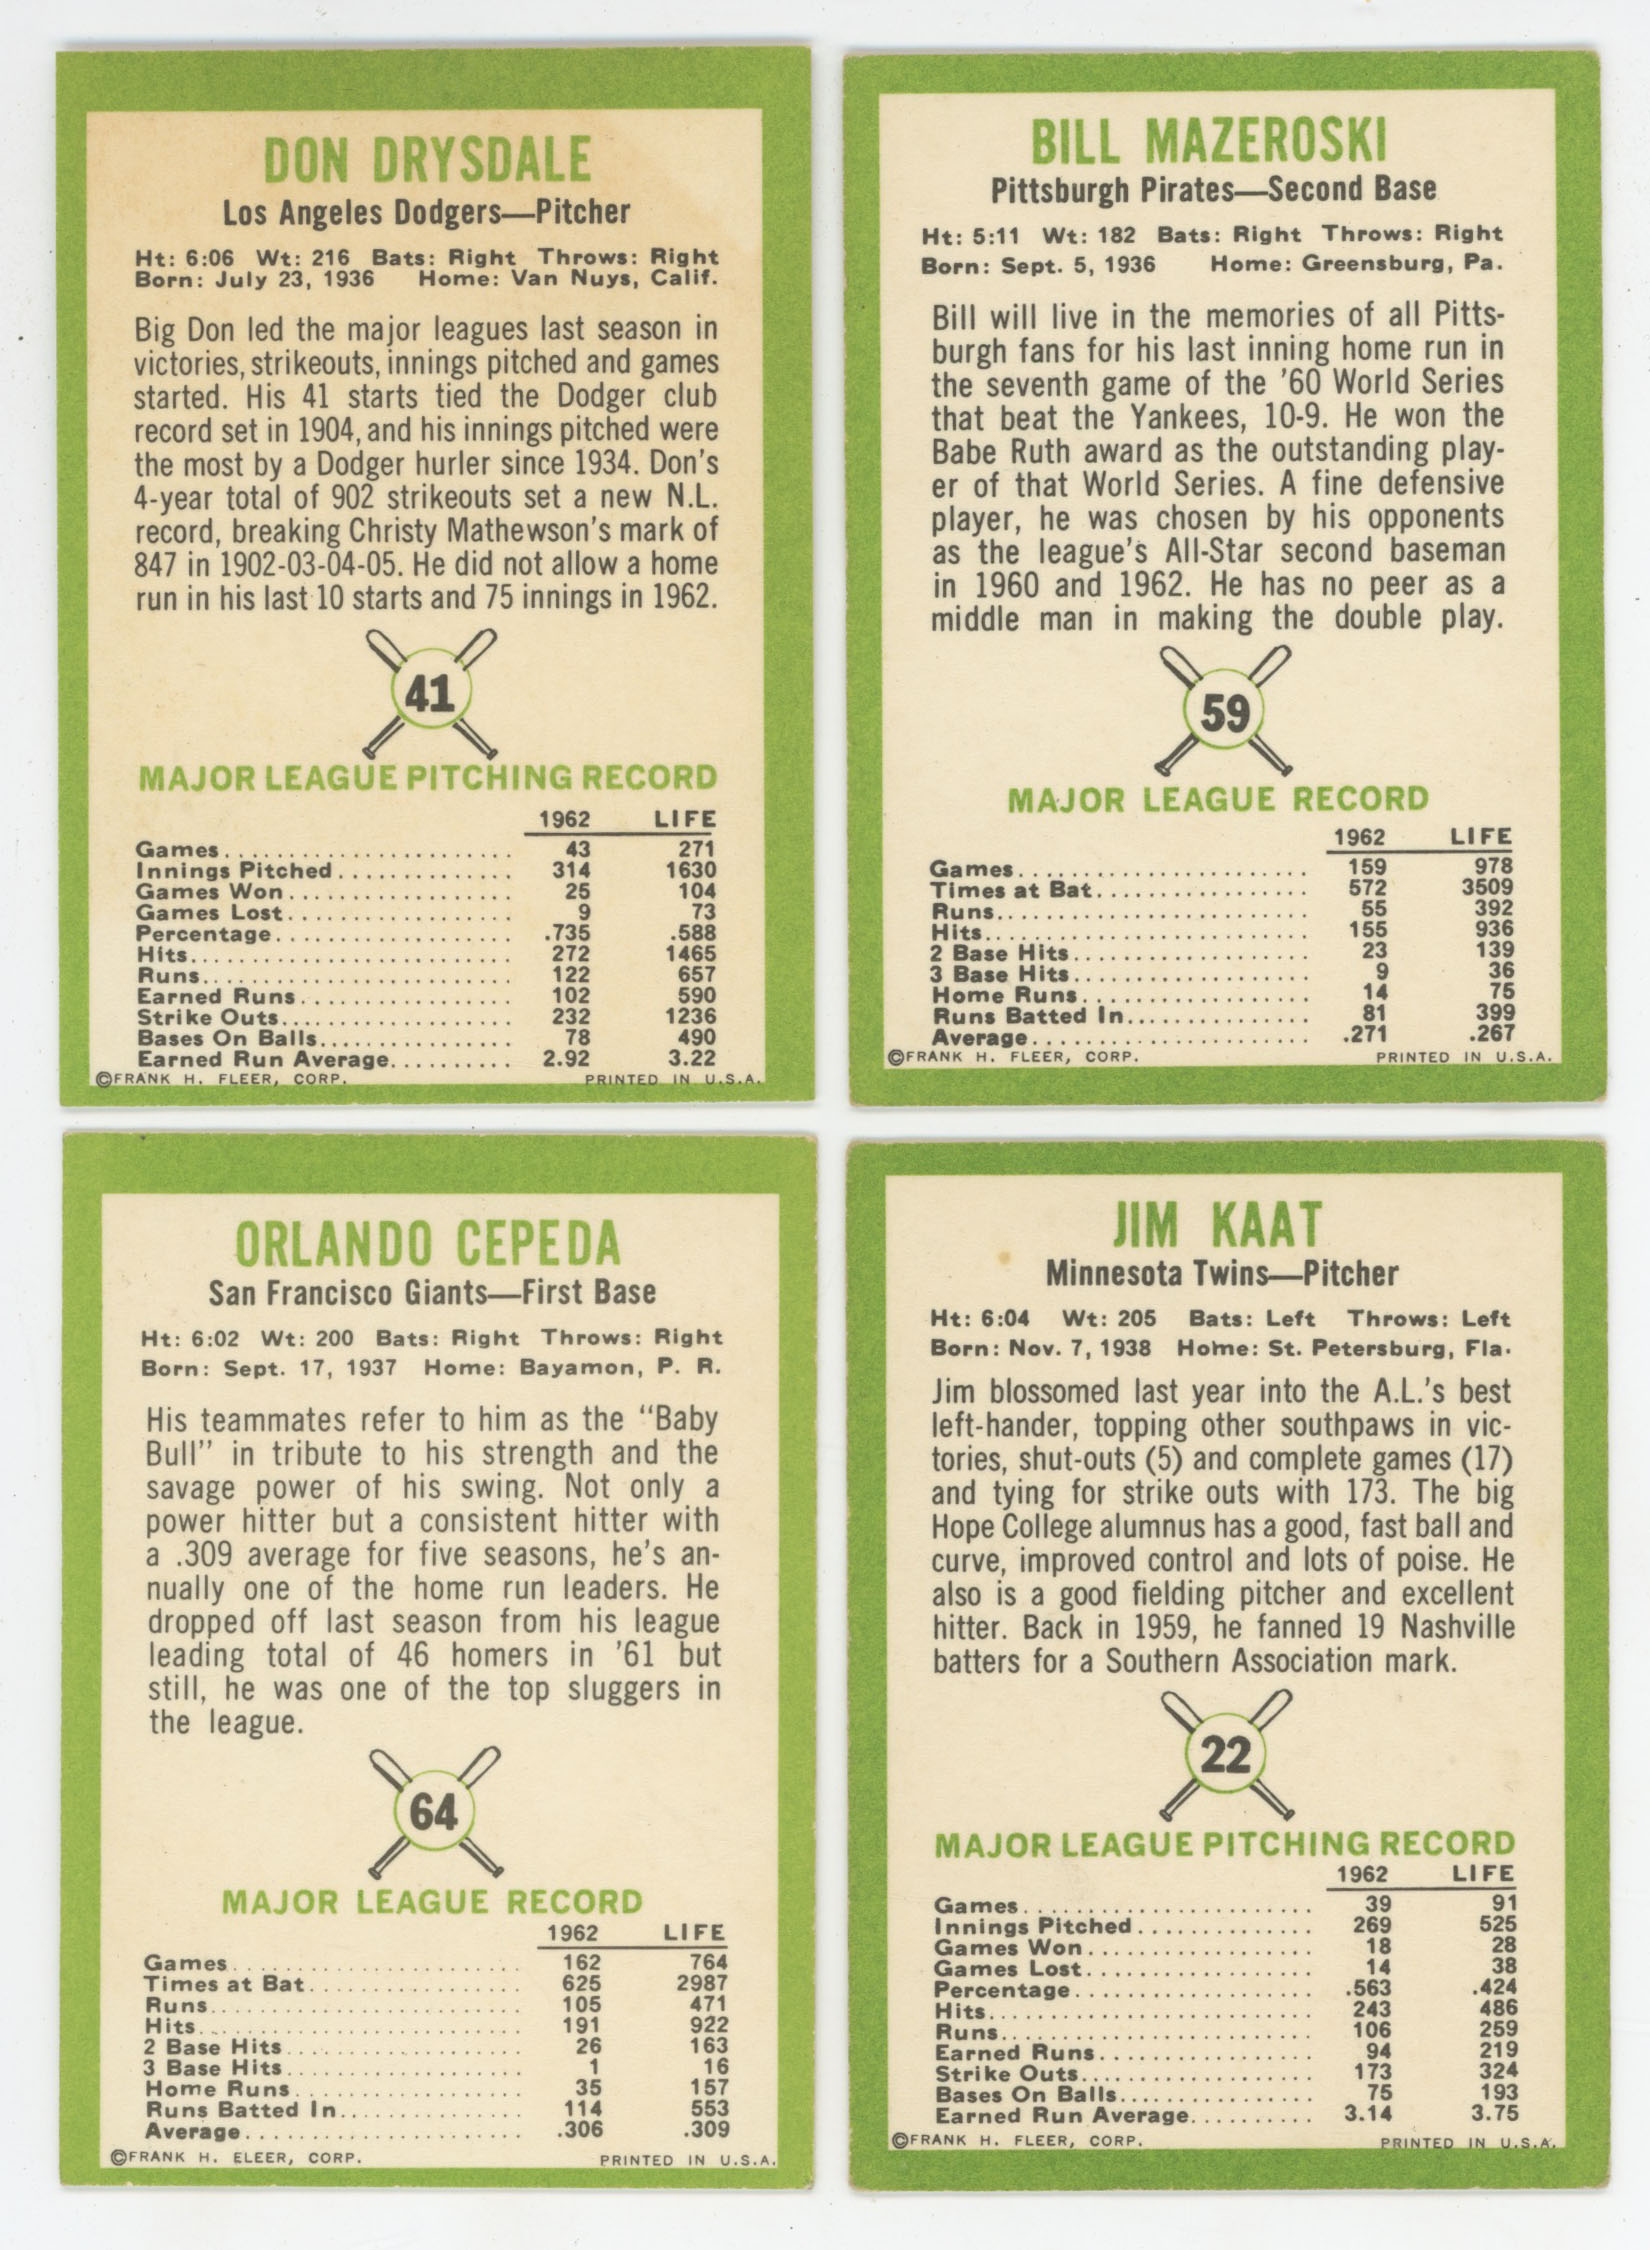 DON DRYSDALE
Los Angeles Dodgers—Pitcher
Ht: 6:06 Wt: 216 Bats: Right Throws: Right
Born: July 23, 1936 Home: Van Nuys, Calif.
Big Don led the major leagues last season in
victories, strikeouts, innings pitched and games
started. His 41 starts tied the Dodger club
record set in 1904, and his innings pitched were
the most by a Dodger hurler since 1934. Don's
4-year total of 902 strikeouts set a new N.L.
record, breaking Christy Mathewson's mark of
847 in 1902-03-04-05. He did not allow a home
run in his last 10 starts and 75 innings in 1962.
41
MAJOR LEAGUE PITCHING RECORD
1962 LIFE
Games 43 271
Innings Pitched 314 1630
Games Won 25 104
Games Lost 9 73
Percentage .735 .588
Hits 272 1465
Runs 122 657
Earned Runs 102 590
Strike Outs 232 1236
Bases On Balls 78 490
Earned Run Average 2.92 3.22
©FRANK H. FLEER, CORP. PRINTED IN U.S.A.
BILL MAZEROSKI
Pittsburgh Pirates—Second Base
Ht: 5:11 Wt: 182 Bats: Right Throws: Right
Born: Sept. 5, 1936 Home: Greensburg, Pa.
Bill will live in the memories of all Pitts-
burgh fans for his last inning home run in
the seventh game of the '60 World Series
that beat the Yankees, 10-9. He won the
Babe Ruth award as the outstanding play-
er of that World Series. A fine defensive
player, he was chosen by his opponents
as the league's All-Star second baseman
in 1960 and 1962. He has no peer as a
middle man in making the double play.
59
MAJOR LEAGUE RECORD
1962 LIFE
Games 159 978
Times at Bat 572 3509
Runs 55 392
Hits 155 936
2 Base Hits 23 139
3 Base Hits 9 36
Home Runs 14 75
Runs Batted In 81 399
Average .271 .267
©FRANK H. FLEER, CORP. PRINTED IN U.S.A.
ORLANDO CEPEDA
San Francisco Giants—First Base
Ht: 6:02 Wt: 200 Bats: Right Throws: Right
Born: Sept. 17, 1937 Home: Bayamon, P. R.
His teammates refer to him as the "Baby
Bull" in tribute to his strength and the
savage power of his swing. Not only a
power hitter but a consistent hitter with
a .309 average for five seasons, he's an-
nually one of the home run leaders. He
dropped off last season from his league
leading total of 46 homers in '61 but
still, he was one of the top sluggers in
the league.
64
MAJOR LEAGUE RECORD
1962 LIFE
Games 162 764
Times at Bat 625 2987
Runs 105 471
Hits 191 922
2 Base Hits 26 163
3 Base Hits 1 16
Home Runs 35 157
Runs Batted In 114 553
Average .306 .309
©FRANK H. ELEER, CORP. PRINTED IN U.S.A.
JIM KAAT
Minnesota Twins—Pitcher
Ht: 6:04 Wt: 205 Bats: Left Throws: Left
Born: Nov. 7, 1938 Home: St. Petersburg, Fla.
Jim blossomed last year into the A.L.'s best
left-hander, topping other southpaws in vic-
tories, shut-outs (5) and complete games (17)
and tying for strike outs with 173. The big
Hope College alumnus has a good, fast ball and
curve, improved control and lots of poise. He
also is a good fielding pitcher and excellent
hitter. Back in 1959, he fanned 19 Nashville
batters for a Southern Association mark.
22
MAJOR LEAGUE PITCHING RECORD
1962 LIFE
Games 39 91
Innings Pitched 269 525
Games Won 18 28
Games Lost 14 38
Percentage .563 .424
Hits 243 486
Runs 106 259
Earned Runs 94 219
Strike Outs 173 324
Bases On Balls 75 193
Earned Run Average 3.14 3.75
©FRANK H. FLEER, CORP. PRINTED IN U.S.A.